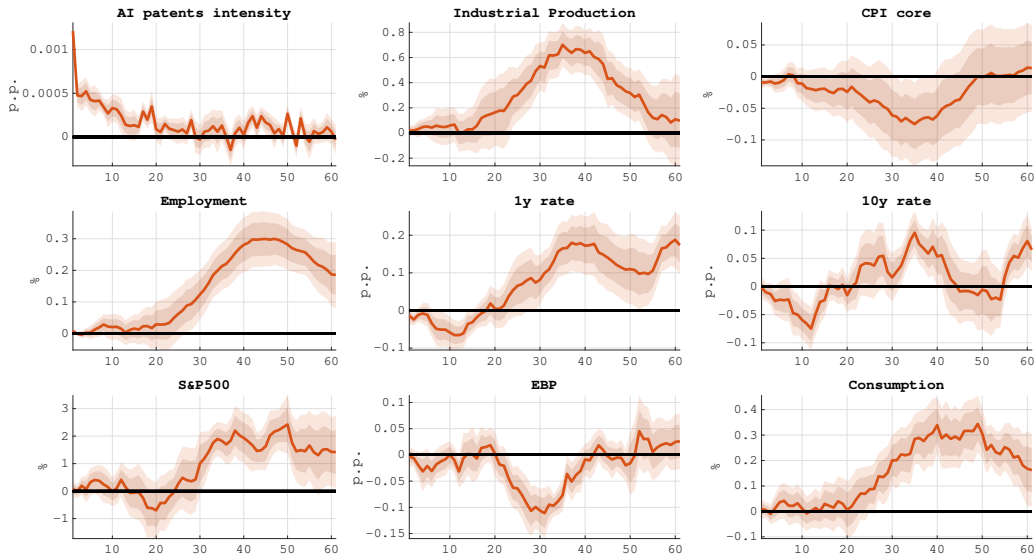 AI patents intensity
p.p.
0.001
0.0005
0
10 20 30 40 50 60
Industrial Production
%
0.8
0.6
0.4
0.2
0
-0.2
10 20 30 40 50 60
CPI core
%
0.05
0
-0.05
-0.1
10 20 30 40 50 60
Employment
%
0.3
0.2
0.1
0
10 20 30 40 50 60
1y rate
p.p.
0.2
0.1
0
-0.1
10 20 30 40 50 60
10y rate
p.p.
0.1
0.05
0
-0.05
-0.1
10 20 30 40 50 60
S&P500
%
3
2
1
0
-1
10 20 30 40 50 60
EBP
p.p.
0.1
0.05
0
-0.05
-0.1
-0.15
10 20 30 40 50 60
Consumption
%
0.4
0.3
0.2
0.1
0
-0.1
10 20 30 40 50 60